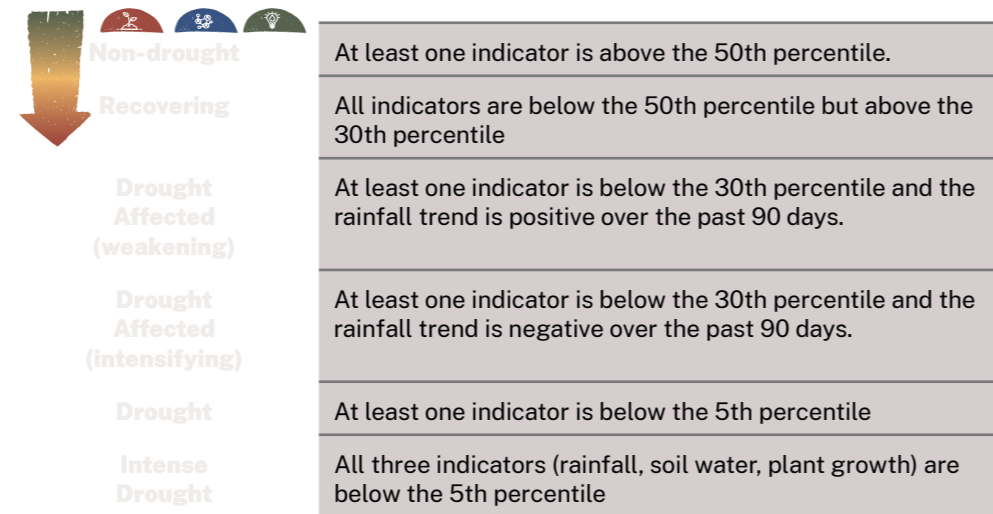 Non-drought
At least one indicator is above the 50th percentile.
Recovering
All indicators are below the 50th percentile but above the
30th percentile
Drought
Affected
(weakening)
At least one indicator is below the 30th percentile and the
rainfall trend is positive over the past 90 days.
Drought
Affected
(intensifying)
At least one indicator is below the 30th percentile and the
rainfall trend is negative over the past 90 days.
Drought
At least one indicator is below the 5th percentile
Intense
Drought
All three indicators (rainfall, soil water, plant growth) are
below the 5th percentile